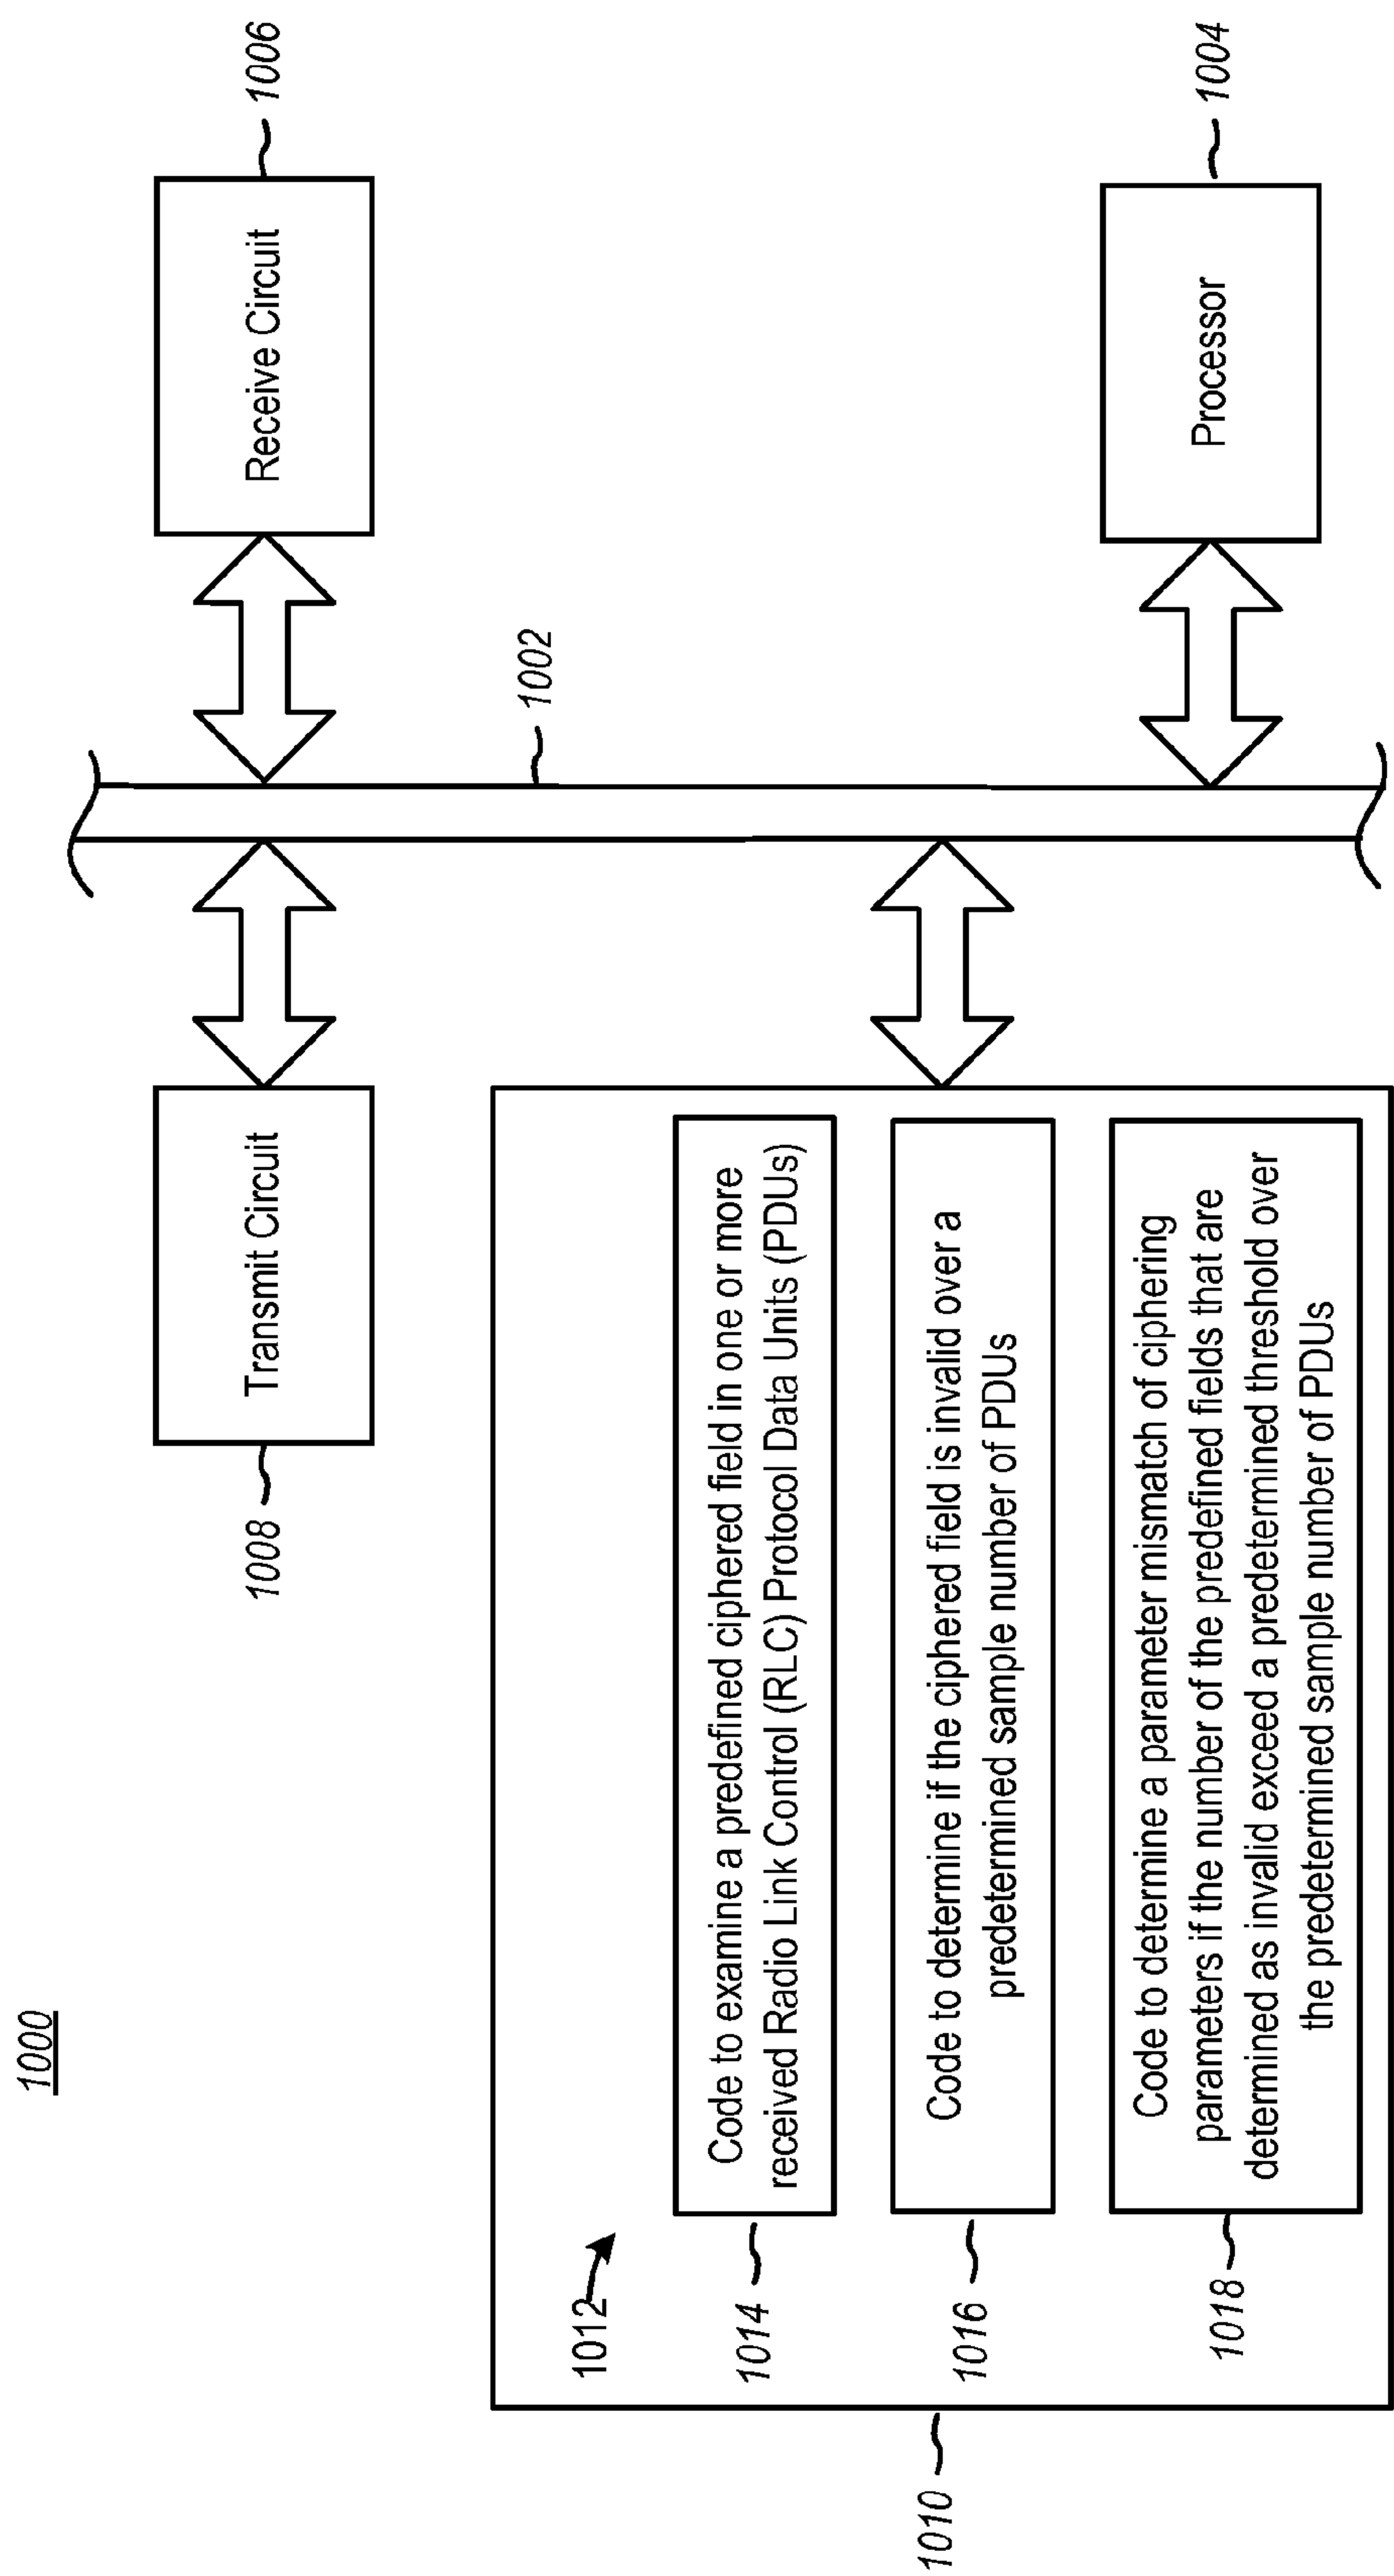 1000
1008
Transmit Circuit
Receive Circuit
1006
1002
1010
1012
1014
Code to examine a predefined ciphered field in one or more
received Radio Link Control (RLC) Protocol Data Units (PDUs)
1016
Code to determine if the ciphered field is invalid over a
predetermined sample number of PDUs
1018
Code to determine a parameter mismatch of ciphering
parameters if the number of the predefined fields that are
determined as invalid exceed a predetermined threshold over
the predetermined sample number of PDUs
Processor
1004